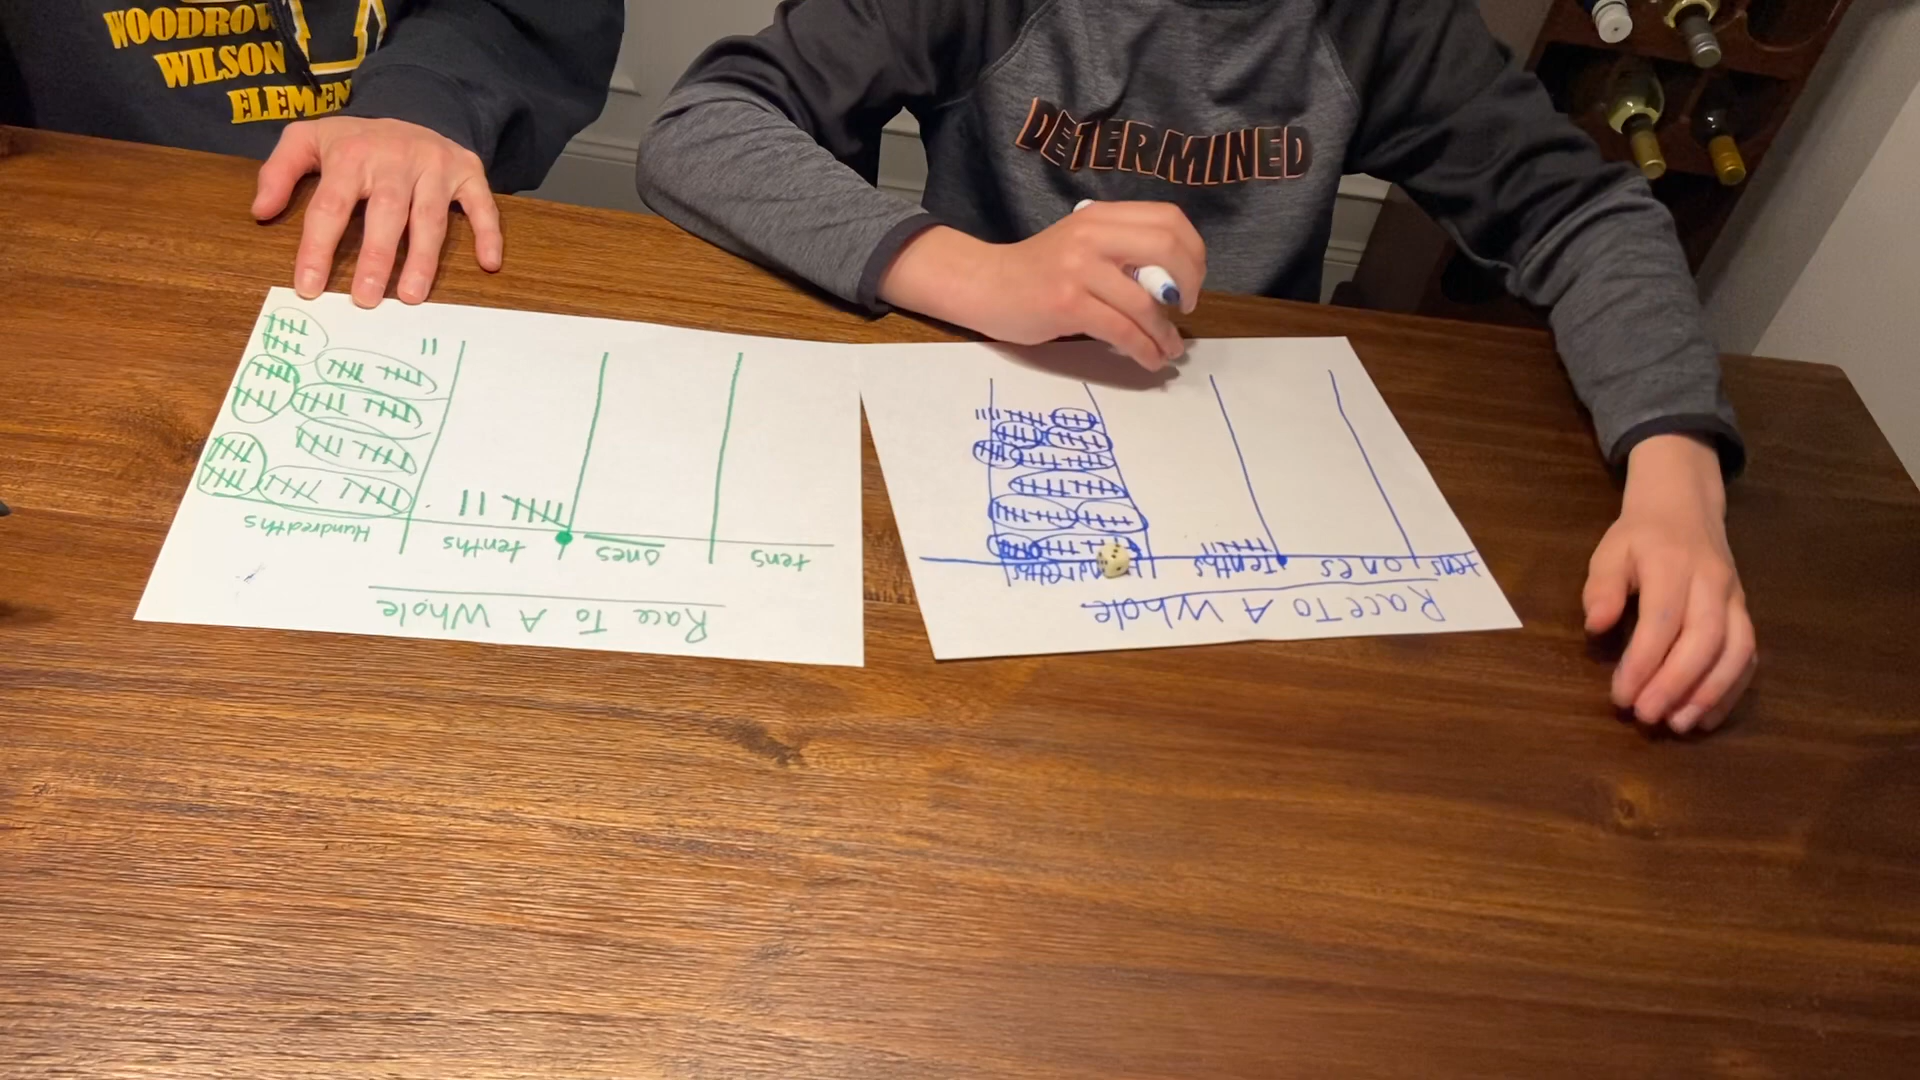 WOODROW
WILSON
ELEMEN
DETERMINED
Race To A Whole
tens ones tenths Hundredths
Race To A Whole
tens ones Tenths